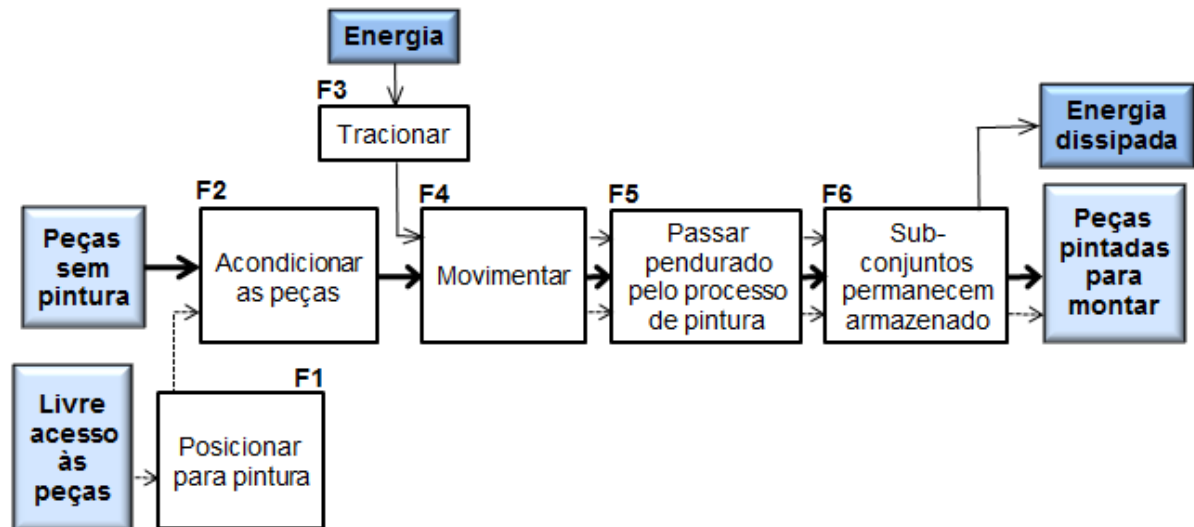 Energia
F3
Tracionar
Energia
dissipada
F2
F4
F5
F6
Peças
sem
pintura
Acondicionar
as peças
Movimentar
Passar
pendurado
pelo processo
de pintura
Sub-
conjuntos
permanecem
armazenado
Peças
pintadas
para
montar
F1
Livre
acesso
às
peças
Posicionar
para pintura